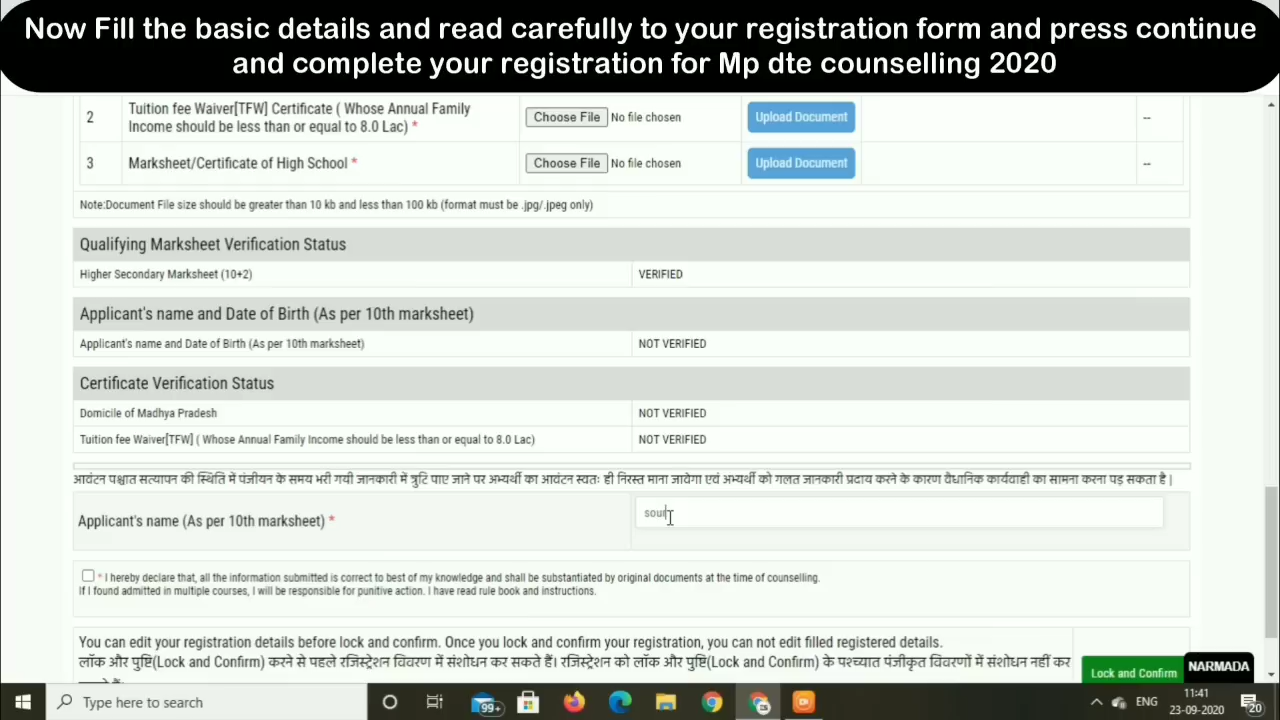 Now Fill the basic details and read carefully to your registration form and press continue
and complete your registration for Mp dte counselling 2020
2 Tuition fee Waiver[TFW] Certificate ( Whose Annual Family
Income should be less than or equal to 8.0 Lac) * Choose File No file chosen Upload Document --
3 Marksheet/Certificate of High School * Choose File No file chosen Upload Document --
Note:Document File size should be greater than 10 kb and less than 100 kb (format must be .jpg/.jpeg only)
Qualifying Marksheet Verification Status
Higher Secondary Marksheet (10+2) VERIFIED
Applicant's name and Date of Birth (As per 10th marksheet)
Applicant's name and Date of Birth (As per 10th marksheet) NOT VERIFIED
Certificate Verification Status
Domicile of Madhya Pradesh NOT VERIFIED
Tuition fee Waiver[TFW] ( Whose Annual Family Income should be less than or equal to 8.0 Lac) NOT VERIFIED
आवंटन पश्चात सत्यापन की स्थिति में पंजीयन के समय भरी गयी जानकारी में त्रुटि पाए जाने पर अभ्यर्थी का आवंटन स्वतः ही निरस्त माना जावेगा एवं अभ्यर्थी को गलत जानकारी प्रदाय करने के कारण वैधानिक कार्यवाही का सामना करना पड़ सकता है |
Applicant's name (As per 10th marksheet) * sour
* I hereby declare that, all the information submitted is correct to best of my knowledge and shall be substantiated by original documents at the time of counselling.
If I found admitted in multiple courses, I will be responsible for punitive action. I have read rule book and instructions.
You can edit your registration details before lock and confirm. Once you lock and confirm your registration, you can not edit filled registered details.
लॉक और पुष्टि(Lock and Confirm) करने से पहले रजिस्ट्रेशन विवरण में संशोधन कर सकते हैं। रजिस्ट्रेशन को लॉक और पुष्टि(Lock and Confirm) के पश्च्यात पंजीकृत विवरणों में संशोधन नहीं कर
Lock and Confirm
NARMADA
Type here to search
99+
ENG
11:41
23-09-2020
20